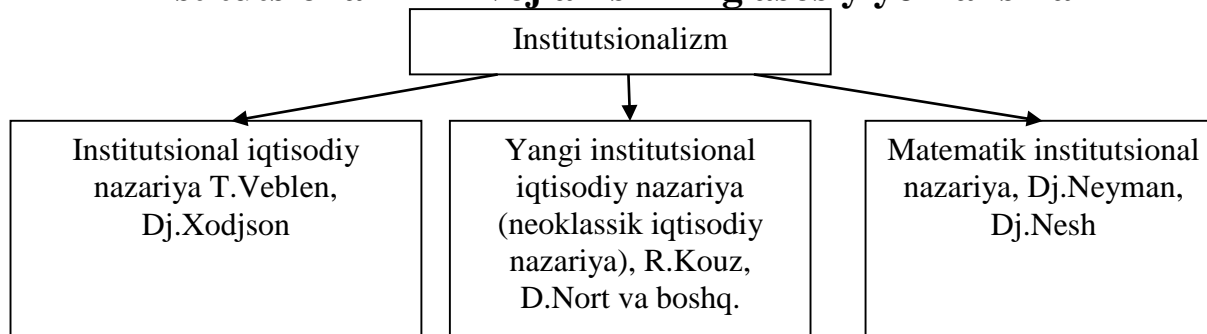 Institutsionalizm
Institutsional iqtisodiy
nazariya T.Veblen,
Dj.Xodjson
Yangi institutsional
iqtisodiy nazariya
(neoklassik iqtisodiy
nazariya), R.Kouz,
D.Nort va boshq.
Matematik institutsional
nazariya, Dj.Neyman,
Dj.Nesh